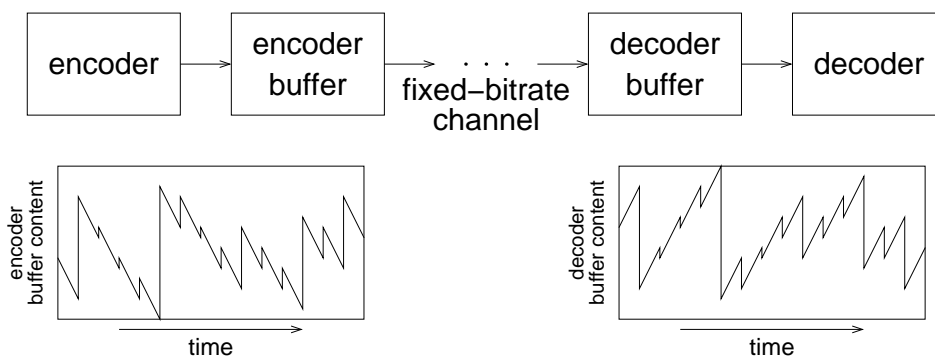 encoder
encoder
buffer
. . .
fixed–bitrate
channel
decoder
buffer
decoder
encoder
buffer content
time
decoder
buffer content
time